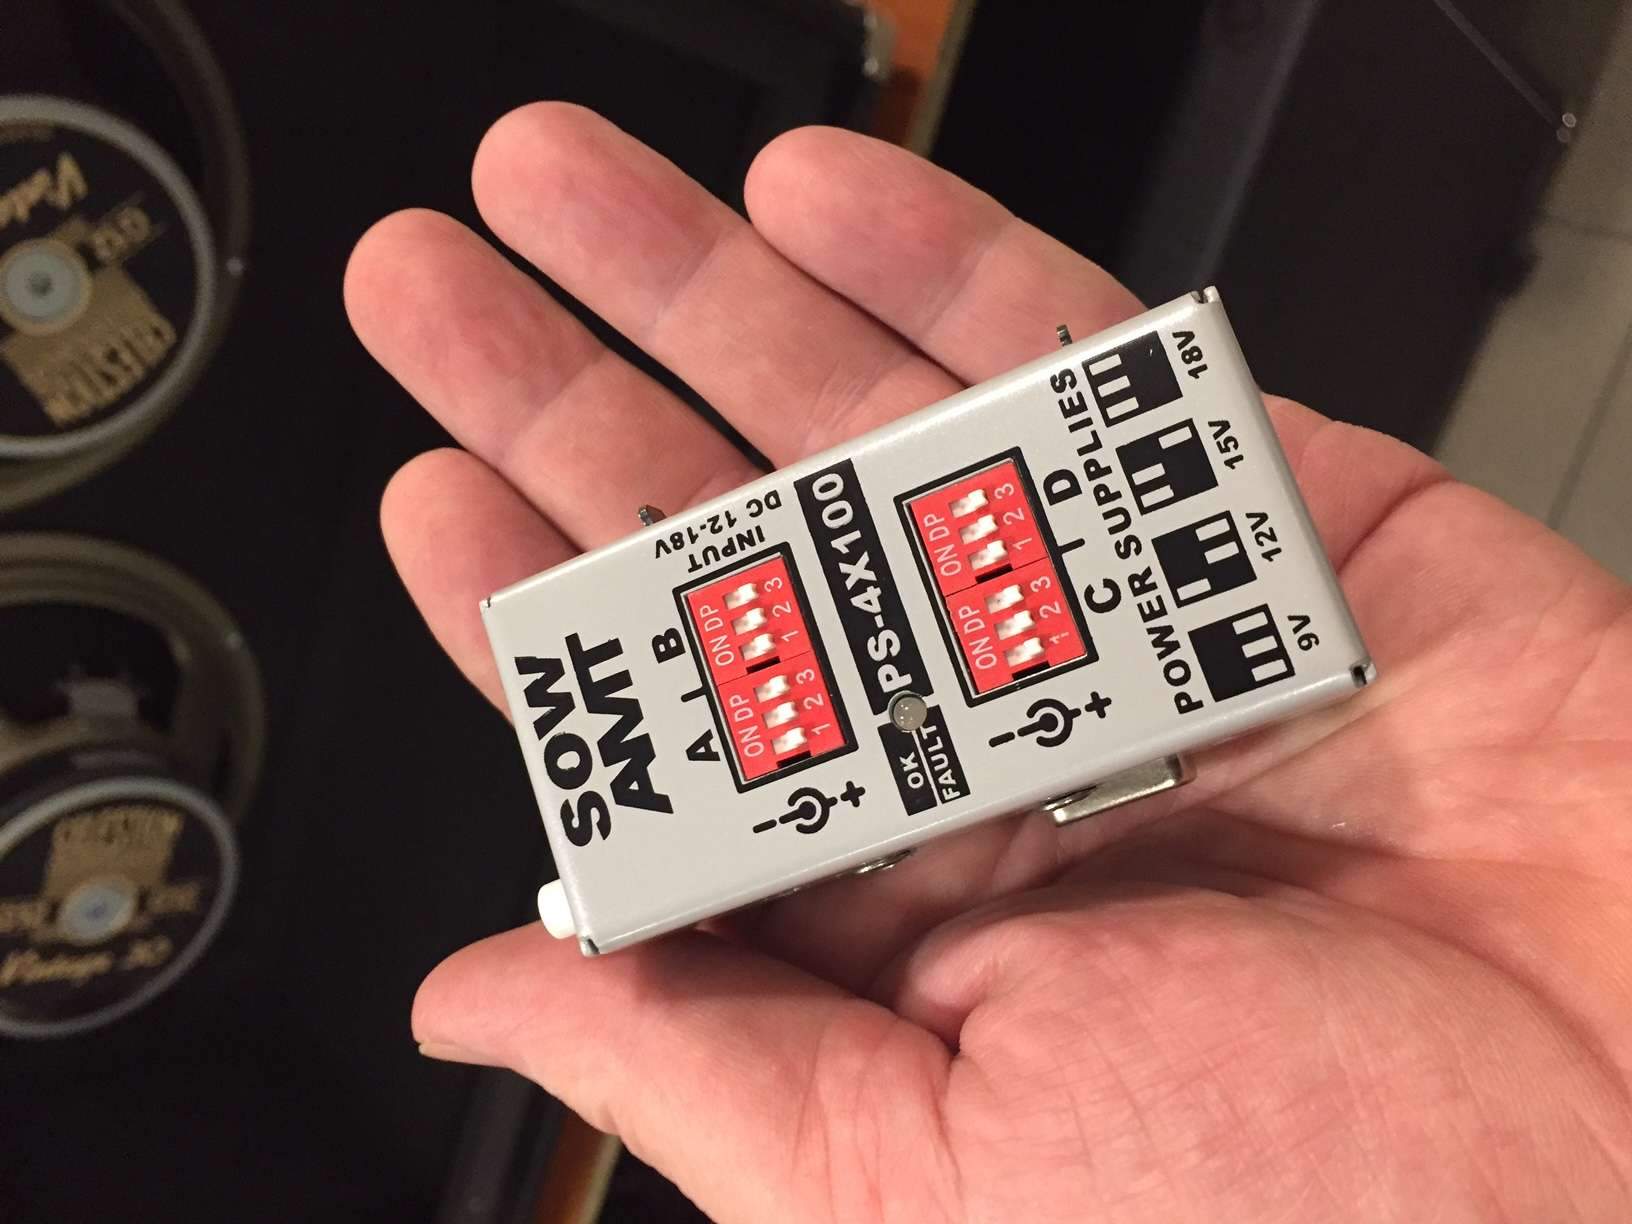 SOW
AMT
INPUT
DC 12-18V
A | B
ON DP
1 2 3
ON DP
1 2 3
- +
PS-4X100
OK
FAULT
ON DP
1 2 3
ON DP
1 2 3
- +
C | D
POWER SUPPLIES
9V
12V
15V
18V
CELESTION
CELESTION
Vintage 30